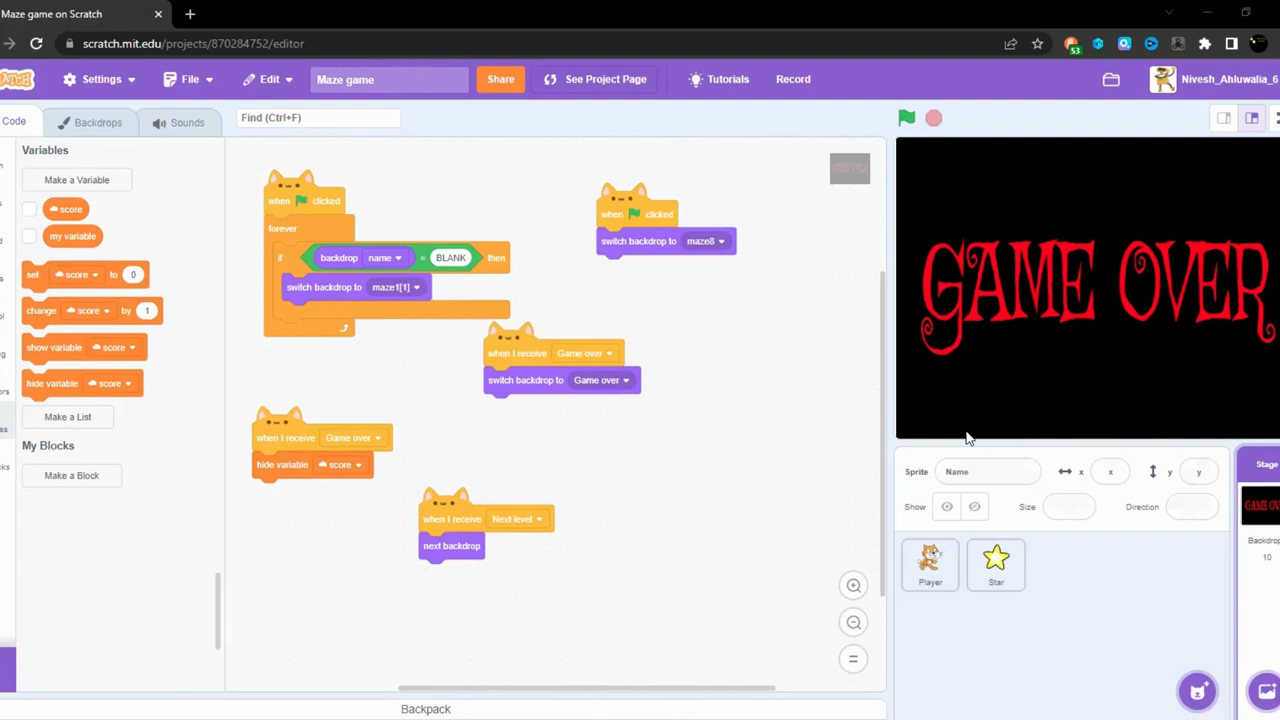 Maze game on Scratch
scratch.mit.edu/projects/870284752/editor
53
Settings File Edit Maze game Share See Project Page Tutorials Record Nivesh_Ahluwalia_6
Code Backdrops Sounds Find (Ctrl+F)
Variables
Make a Variable
score
my variable
set score to 0
change score by 1
show variable score
hide variable score
Make a List
My Blocks
Make a Block
when clicked
forever
if backdrop name = BLANK then
switch backdrop to maze1[1]
when clicked
switch backdrop to maze8
when I receive Game over
switch backdrop to Game over
when I receive Game over
hide variable score
when I receive Next level
next backdrop
Backpack
GAME OVER
Sprite Name x x y y
Show Size Direction
Player
Star
Stage
GAME OV
Backdrop
10